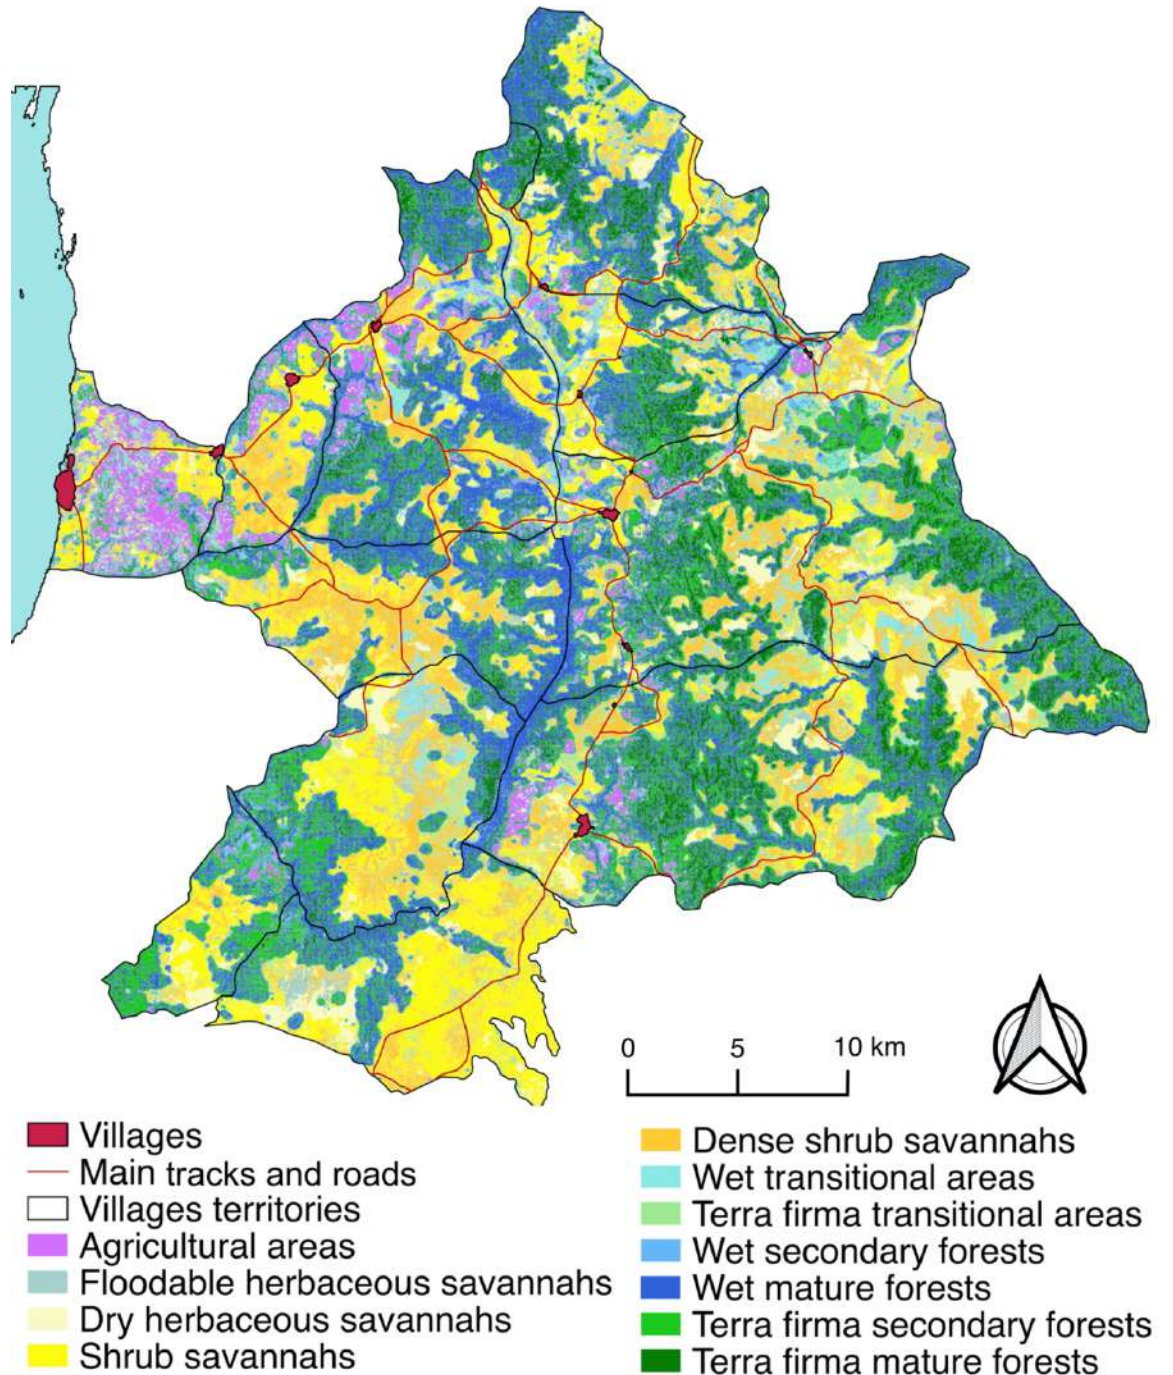 0 5 10 km
Villages
Main tracks and roads
Villages territories
Agricultural areas
Floodable herbaceous savannahs
Dry herbaceous savannahs
Shrub savannahs
Dense shrub savannahs
Wet transitional areas
Terra firma transitional areas
Wet secondary forests
Wet mature forests
Terra firma secondary forests
Terra firma mature forests